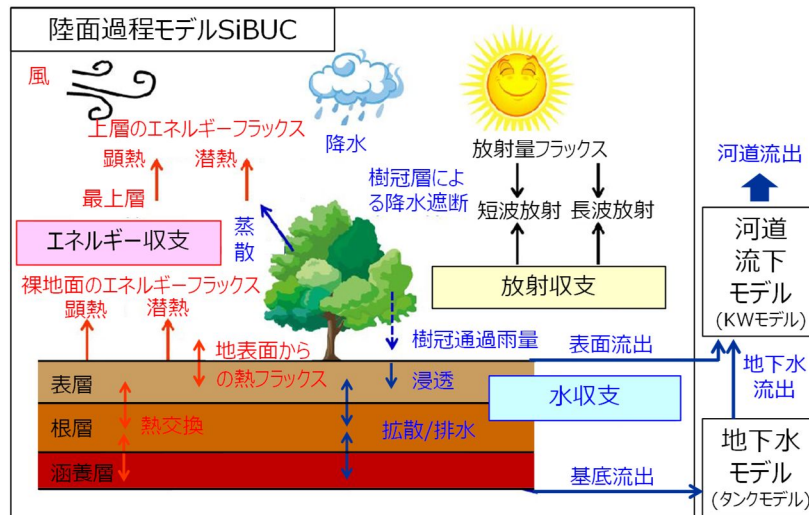 陸面過程モデルSiBUC
風
上層のエネルギーフラックス
顕熱
潜熱
最上層
エネルギー収支
蒸散
降水
樹冠層によ
る降水遮断
放射量フラックス
短波放射
長波放射
放射収支
裸地面のエネルギーフラックス
顕熱
潜熱
地表面から
の熱フラックス
樹冠通過雨量
表層
浸透
根層
熱交換
拡散/排水
涵養層
水収支
表面流出
基底流出
河道流出
河道
流下
モデル
(KWモデル)
地下水
流出
地下水
モデル
(タンクモデル)